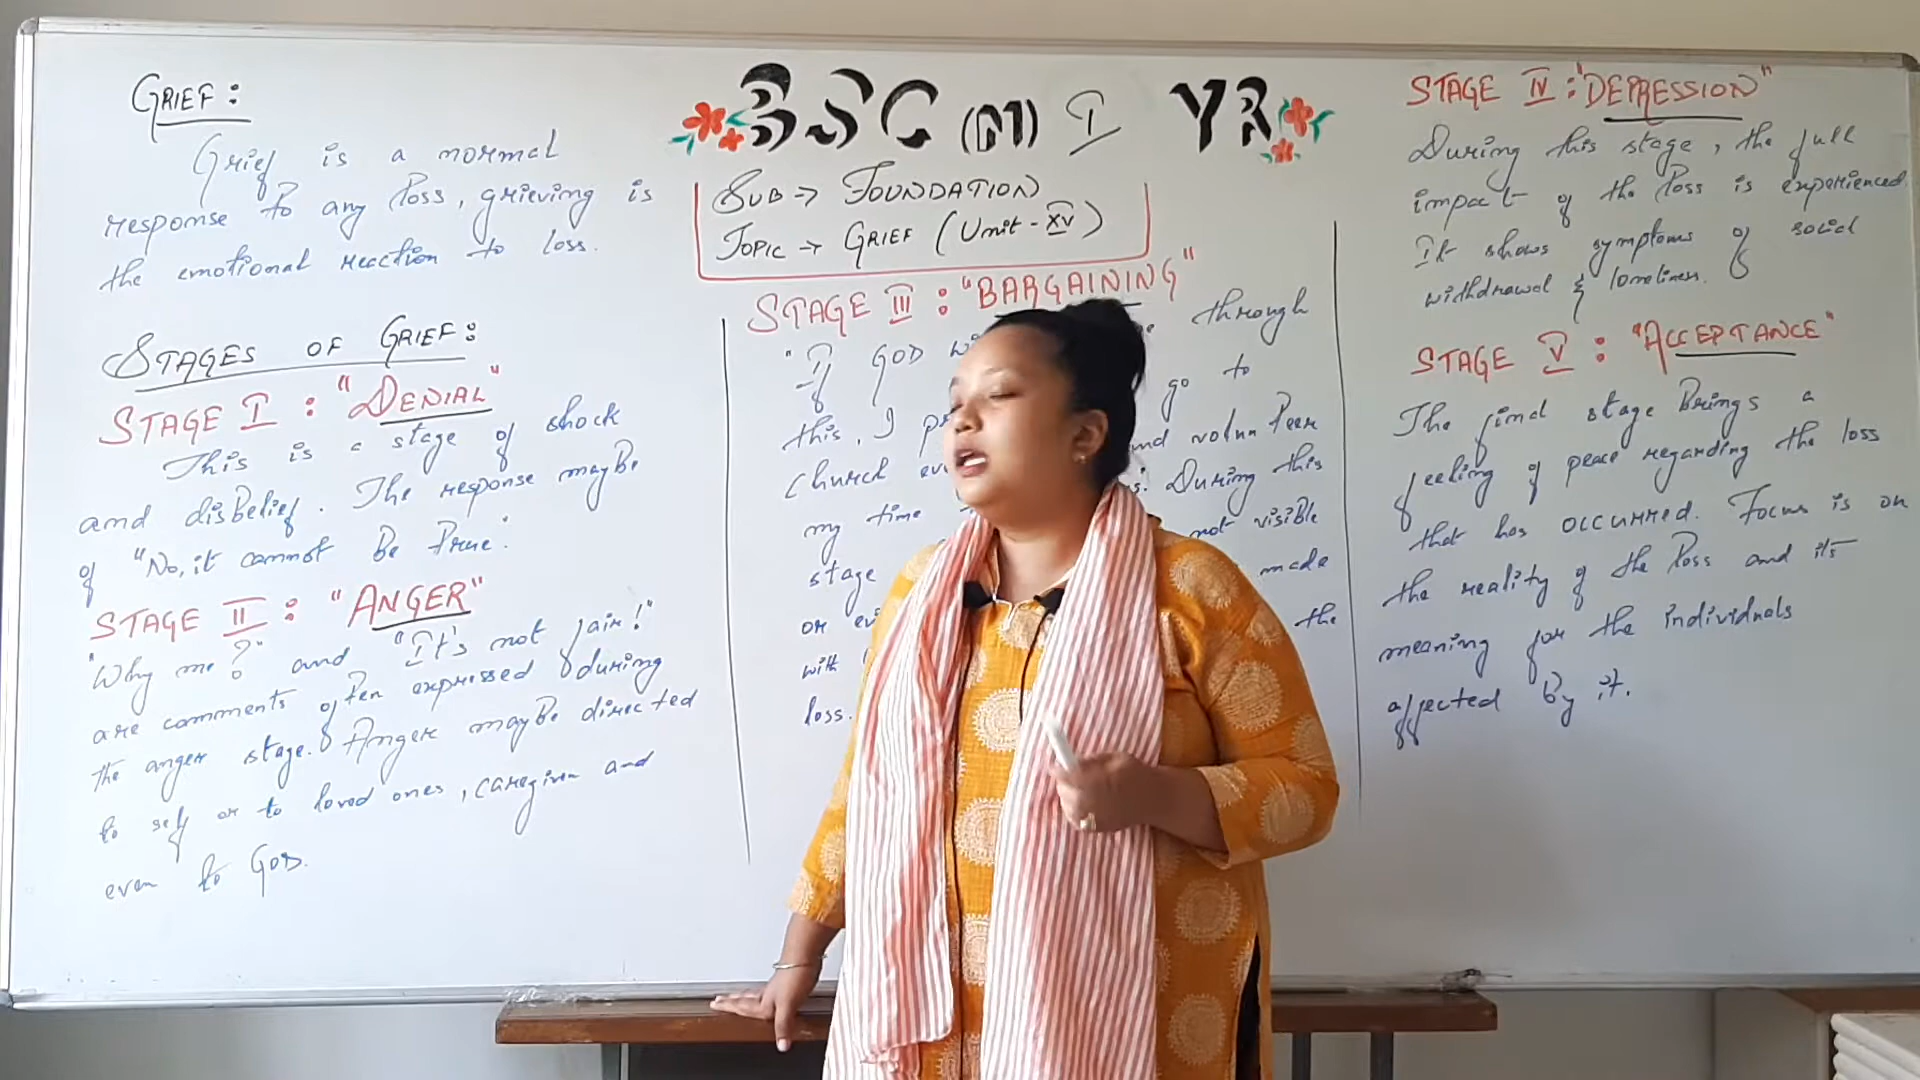 BSC (N) I YR
SUB → FOUNDATION
TOPIC → GRIEF (Unit - XV)
GRIEF:
Grief is a normal
response to any loss, grieving is
the emotional reaction to loss.
STAGES OF GRIEF:
STAGE I : "DENIAL"
This is a stage of shock
and disbelief. The response maybe
of "No, it cannot be true".
STAGE II : "ANGER"
"Why me?" and "It's not fair!"
are comments often expressed during
the anger stage. Anger maybe directed
to self or to loved ones, caregiver and
even to GOD.
STAGE III : "BARGAINING"
"If GOD through
this, I go to
church and volunteer
my time During this
stage not visible
or made
with the
loss.
STAGE IV : "DEPRESSION"
During this stage, the full
impact of the loss is experienced.
It shows symptoms of social
withdrawal & loneliness.
STAGE V : "ACCEPTANCE"
The final stage Brings a
feeling of peace regarding the loss
that has occurred. Focus is on
the reality of the loss and its
meaning for the individuals
affected by it.